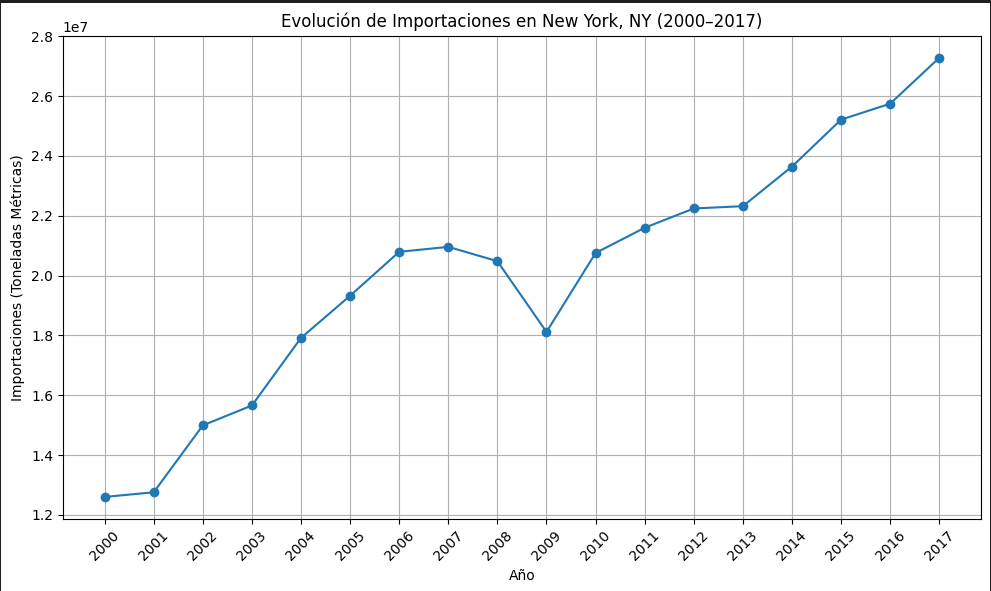 Evolución de Importaciones en New York, NY (2000–2017)
1e7
2.8
2.6
2.4
2.2
2.0
1.8
1.6
1.4
1.2
Importaciones (Toneladas Métricas)
2000 2001 2002 2003 2004 2005 2006 2007 2008 2009 2010 2011 2012 2013 2014 2015 2016 2017
Año